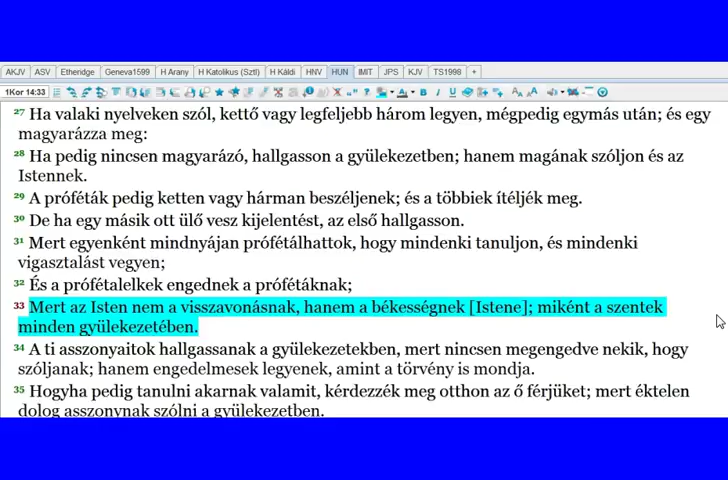 AKJV ASV Etheridge Geneva1599 H Arany H Katolikus (Sztl) H Káldi HNV HUN IMIT JPS KJV TS1998 +
1Kor 14:33
27 Ha valaki nyelveken szól, kettő vagy legfeljebb három legyen, mégpedig egymás után; és egy
magyarázza meg:
28 Ha pedig nincsen magyarázó, hallgasson a gyülekezetben; hanem magának szóljon és az
Istennek.
29 A próféták pedig ketten vagy hárman beszéljenek; és a többiek ítéljék meg.
30 De ha egy másik ott ülő vesz kijelentést, az első hallgasson.
31 Mert egyenként mindnyájan prófétálhattok, hogy mindenki tanuljon, és mindenki
vigasztalást vegyen;
32 És a prófétalelkek engednek a prófétáknak;
33 Mert az Isten nem a visszavonásnak, hanem a békességnek [Istene]; miként a szentek
minden gyülekezetében.
34 A ti asszonyaitok hallgassanak a gyülekezetekben, mert nincsen megengedve nekik, hogy
szóljanak; hanem engedelmesek legyenek, amint a törvény is mondja.
35 Hogyha pedig tanulni akarnak valamit, kérdezzék meg otthon az ő férjüket; mert éktelen
dolog asszonynak szólni a gyülekezetben.